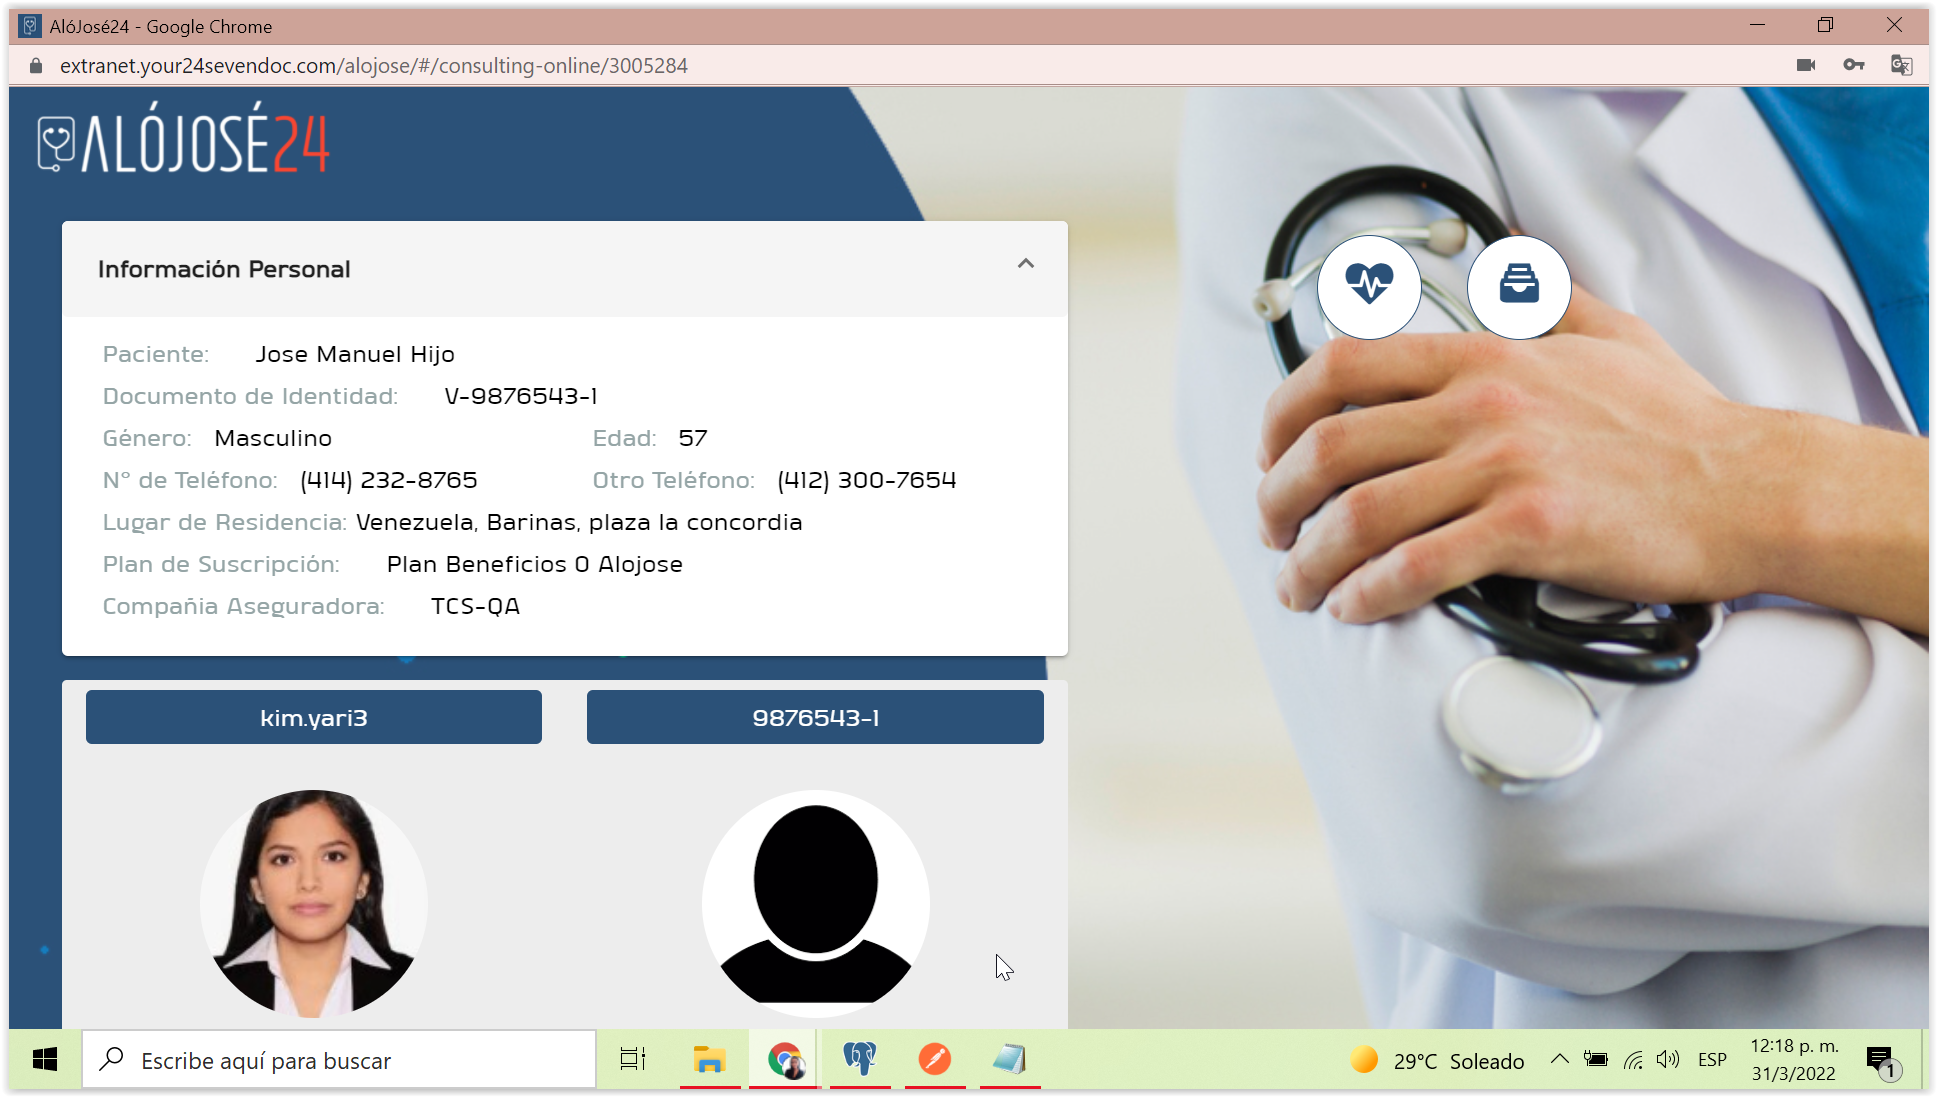 AlóJosé24 - Google Chrome
extranet.your24sevendoc.com/alojose/#/consulting-online/3005284
ALÓJOSÉ24
Información Personal
Paciente: Jose Manuel Hijo
Documento de Identidad: V-9876543-1
Género: Masculino Edad: 57
N° de Teléfono: (414) 232-8765 Otro Teléfono: (412) 300-7654
Lugar de Residencia: Venezuela, Barinas, plaza la concordia
Plan de Suscripción: Plan Beneficios 0 Alojose
Compañia Aseguradora: TCS-QA
kim.yari3 9876543-1
Escribe aquí para buscar
29°C Soleado
ESP
12:18 p. m.
31/3/2022
1